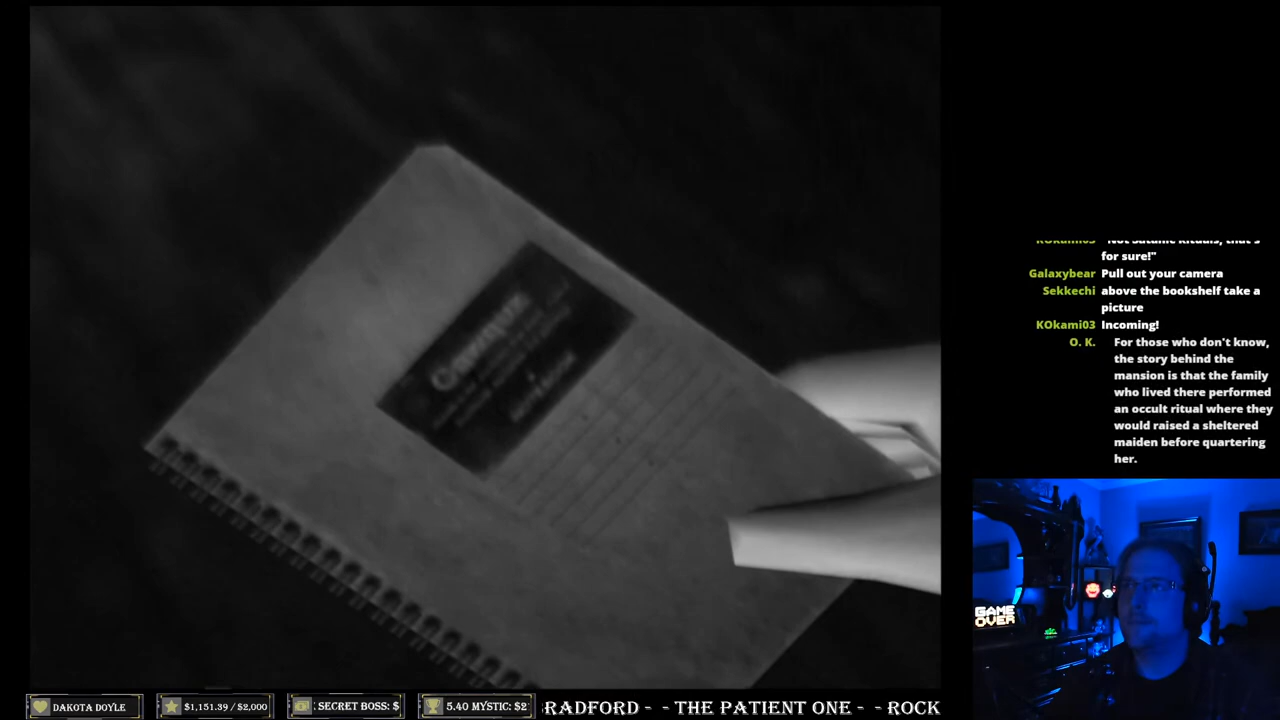 "Not Satanic Rituals, that's
for sure!"
Galaxybear Pull out your camera
Sekkechi above the bookshelf take a
picture
KOkami03 Incoming!
O. K. For those who don't know,
the story behind the
mansion is that the family
who lived there performed
an occult ritual where they
would raised a sheltered
maiden before quartering
her.
GAME
OVER
DAKOTA DOYLE
$1,151.39 / $2,000
: SECRET BOSS: $
5.40 MYSTIC: $2
RADFORD - - THE PATIENT ONE - - ROCK